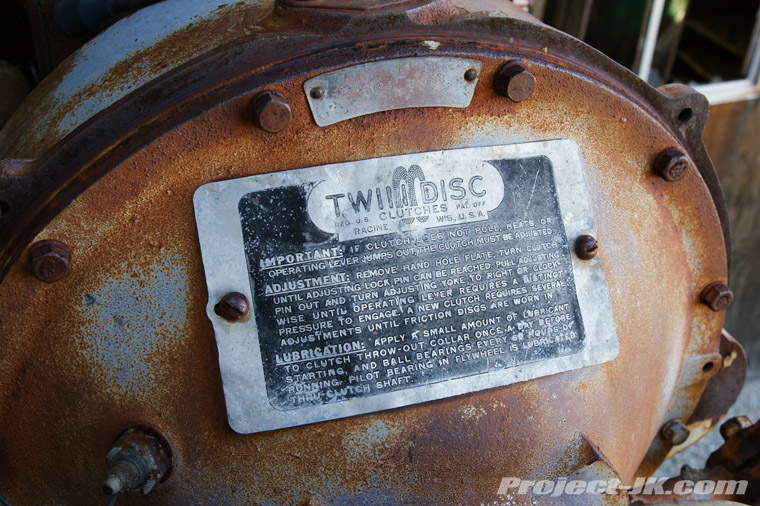 TWIN DISC
REG. U.S. CLUTCHES PAT. OFF.
RACINE, WIS., U.S.A.
IMPORTANT: IF CLUTCH DOES NOT PULL, HEATS, OR
OPERATING LEVER JUMPS OUT, THE CLUTCH MUST BE ADJUSTED.
ADJUSTMENT: REMOVE HAND HOLE PLATE, TURN CLUTCH
UNTIL ADJUSTING LOCK PIN CAN BE REACHED. PULL ADJUSTING
PIN OUT AND TURN ADJUSTING YOKE TO RIGHT OR CLOCK-
WISE UNTIL OPERATING LEVER REQUIRES A DISTINCT
PRESSURE TO ENGAGE. A NEW CLUTCH REQUIRES SEVERAL
ADJUSTMENTS UNTIL FRICTION DISCS ARE WORN IN.
LUBRICATION: APPLY A SMALL AMOUNT OF LUBRICANT
TO CLUTCH THROW-OUT COLLAR ONCE A DAY BEFORE
STARTING, AND BALL BEARINGS EVERY 50 HOURS OF
RUNNING. PILOT BEARING IN FLYWHEEL IS LUBRICATED
THRU CLUTCH SHAFT.
Project-JK.com